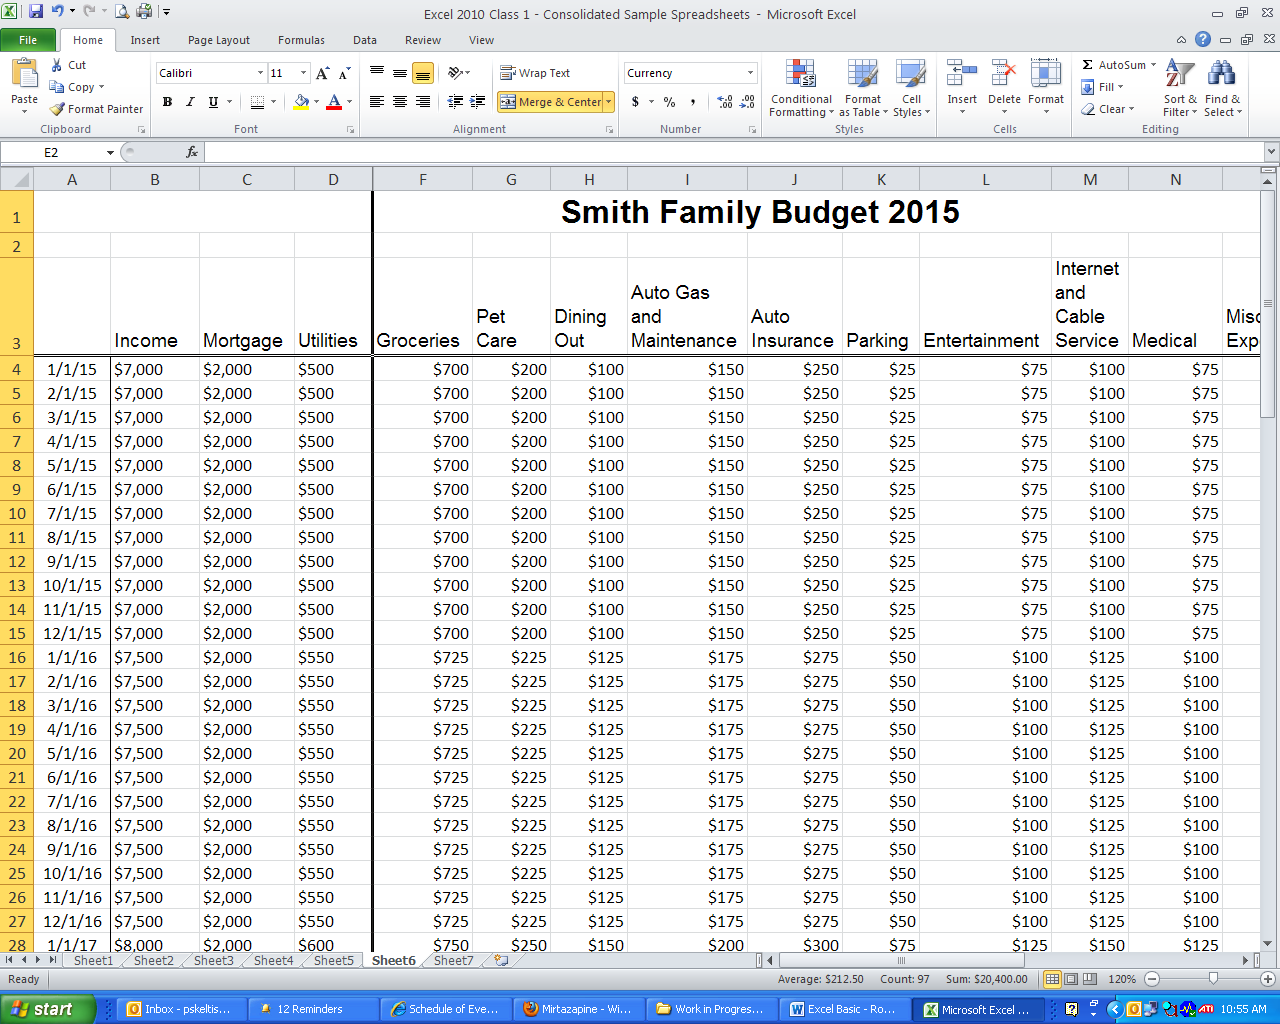 Excel 2010 Class 1 - Consolidated Sample Spreadsheets - Microsoft Excel
File Home Insert Page Layout Formulas Data Review View
Paste Cut Copy Format Painter
Calibri 11 B I U
Wrap Text Merge & Center
Currency $ % ,
Conditional Formatting Format as Table Cell Styles
Insert Delete Format
Σ AutoSum Fill Clear Sort & Filter Find & Select
Clipboard Font Alignment Number Styles Cells Editing
E2 fx
A B C D F G H I J K L M N
1 Smith Family Budget 2015
2
3 Income Mortgage Utilities Groceries Pet Care Dining Out Auto Gas and Maintenance Auto Insurance Parking Entertainment Internet and Cable Service Medical
4 1/1/15 $7,000 $2,000 $500 $700 $200 $100 $150 $250 $25 $75 $100 $75
5 2/1/15 $7,000 $2,000 $500 $700 $200 $100 $150 $250 $25 $75 $100 $75
6 3/1/15 $7,000 $2,000 $500 $700 $200 $100 $150 $250 $25 $75 $100 $75
7 4/1/15 $7,000 $2,000 $500 $700 $200 $100 $150 $250 $25 $75 $100 $75
8 5/1/15 $7,000 $2,000 $500 $700 $200 $100 $150 $250 $25 $75 $100 $75
9 6/1/15 $7,000 $2,000 $500 $700 $200 $100 $150 $250 $25 $75 $100 $75
10 7/1/15 $7,000 $2,000 $500 $700 $200 $100 $150 $250 $25 $75 $100 $75
11 8/1/15 $7,000 $2,000 $500 $700 $200 $100 $150 $250 $25 $75 $100 $75
12 9/1/15 $7,000 $2,000 $500 $700 $200 $100 $150 $250 $25 $75 $100 $75
13 10/1/15 $7,000 $2,000 $500 $700 $200 $100 $150 $250 $25 $75 $100 $75
14 11/1/15 $7,000 $2,000 $500 $700 $200 $100 $150 $250 $25 $75 $100 $75
15 12/1/15 $7,000 $2,000 $500 $700 $200 $100 $150 $250 $25 $75 $100 $75
16 1/1/16 $7,500 $2,000 $550 $725 $225 $125 $175 $275 $50 $100 $125 $100
17 2/1/16 $7,500 $2,000 $550 $725 $225 $125 $175 $275 $50 $100 $125 $100
18 3/1/16 $7,500 $2,000 $550 $725 $225 $125 $175 $275 $50 $100 $125 $100
19 4/1/16 $7,500 $2,000 $550 $725 $225 $125 $175 $275 $50 $100 $125 $100
20 5/1/16 $7,500 $2,000 $550 $725 $225 $125 $175 $275 $50 $100 $125 $100
21 6/1/16 $7,500 $2,000 $550 $725 $225 $125 $175 $275 $50 $100 $125 $100
22 7/1/16 $7,500 $2,000 $550 $725 $225 $125 $175 $275 $50 $100 $125 $100
23 8/1/16 $7,500 $2,000 $550 $725 $225 $125 $175 $275 $50 $100 $125 $100
24 9/1/16 $7,500 $2,000 $550 $725 $225 $125 $175 $275 $50 $100 $125 $100
25 10/1/16 $7,500 $2,000 $550 $725 $225 $125 $175 $275 $50 $100 $125 $100
26 11/1/16 $7,500 $2,000 $550 $725 $225 $125 $175 $275 $50 $100 $125 $100
27 12/1/16 $7,500 $2,000 $550 $725 $225 $125 $175 $275 $50 $100 $125 $100
28 1/1/17 $8,000 $2,000 $600 $750 $250 $150 $200 $300 $75 $125 $150 $125
Sheet1 Sheet2 Sheet3 Sheet4 Sheet5 Sheet6 Sheet7
Ready Average: $212.50 Count: 97 Sum: $20,400.00 120%
start Inbox - pskeltis... 12 Reminders Schedule of Eve... Mirtazapine - Wi... Work in Progres... Excel Basic - Ro... Microsoft Excel ... 10:55 AM